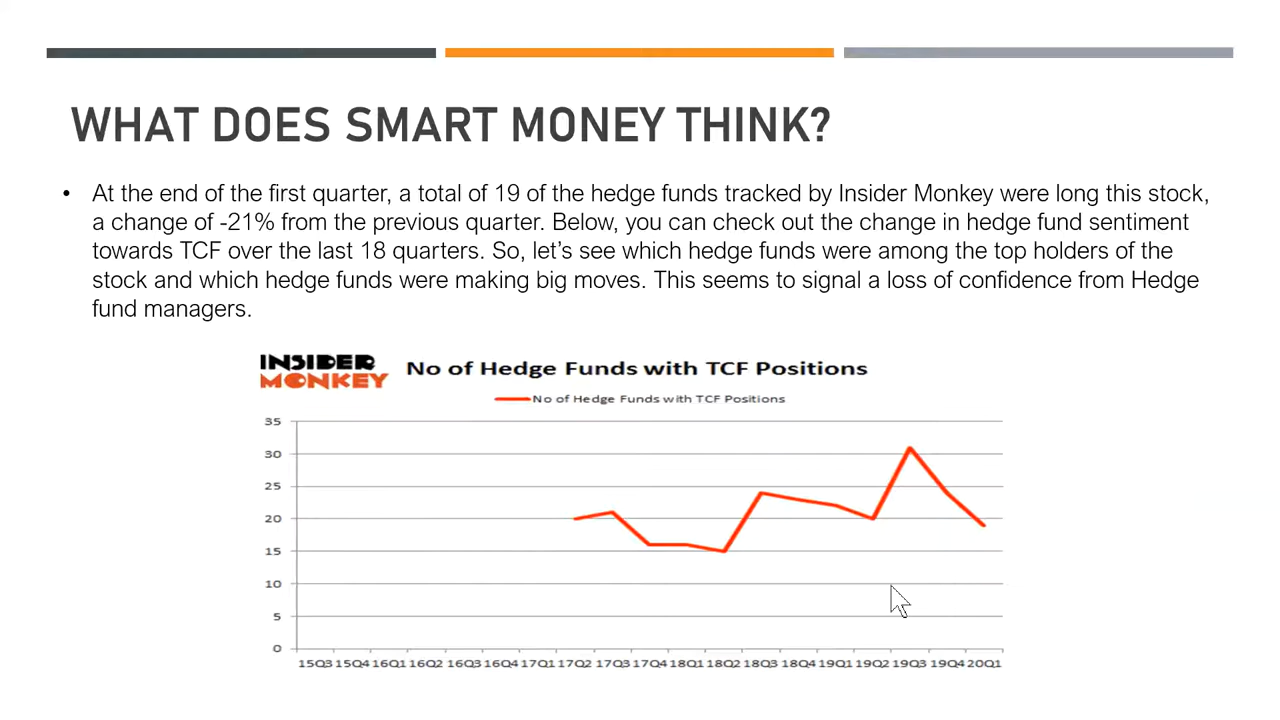 WHAT DOES SMART MONEY THINK?
• At the end of the first quarter, a total of 19 of the hedge funds tracked by Insider Monkey were long this stock,
a change of -21% from the previous quarter. Below, you can check out the change in hedge fund sentiment
towards TCF over the last 18 quarters. So, let’s see which hedge funds were among the top holders of the
stock and which hedge funds were making big moves. This seems to signal a loss of confidence from Hedge
fund managers.
INSIDER
MONKEY
No of Hedge Funds with TCF Positions
No of Hedge Funds with TCF Positions
35
30
25
20
15
10
5
0
15Q3 15Q4 16Q1 16Q2 16Q3 16Q4 17Q1 17Q2 17Q3 17Q4 18Q1 18Q2 18Q3 18Q4 19Q1 19Q2 19Q3 19Q4 20Q1